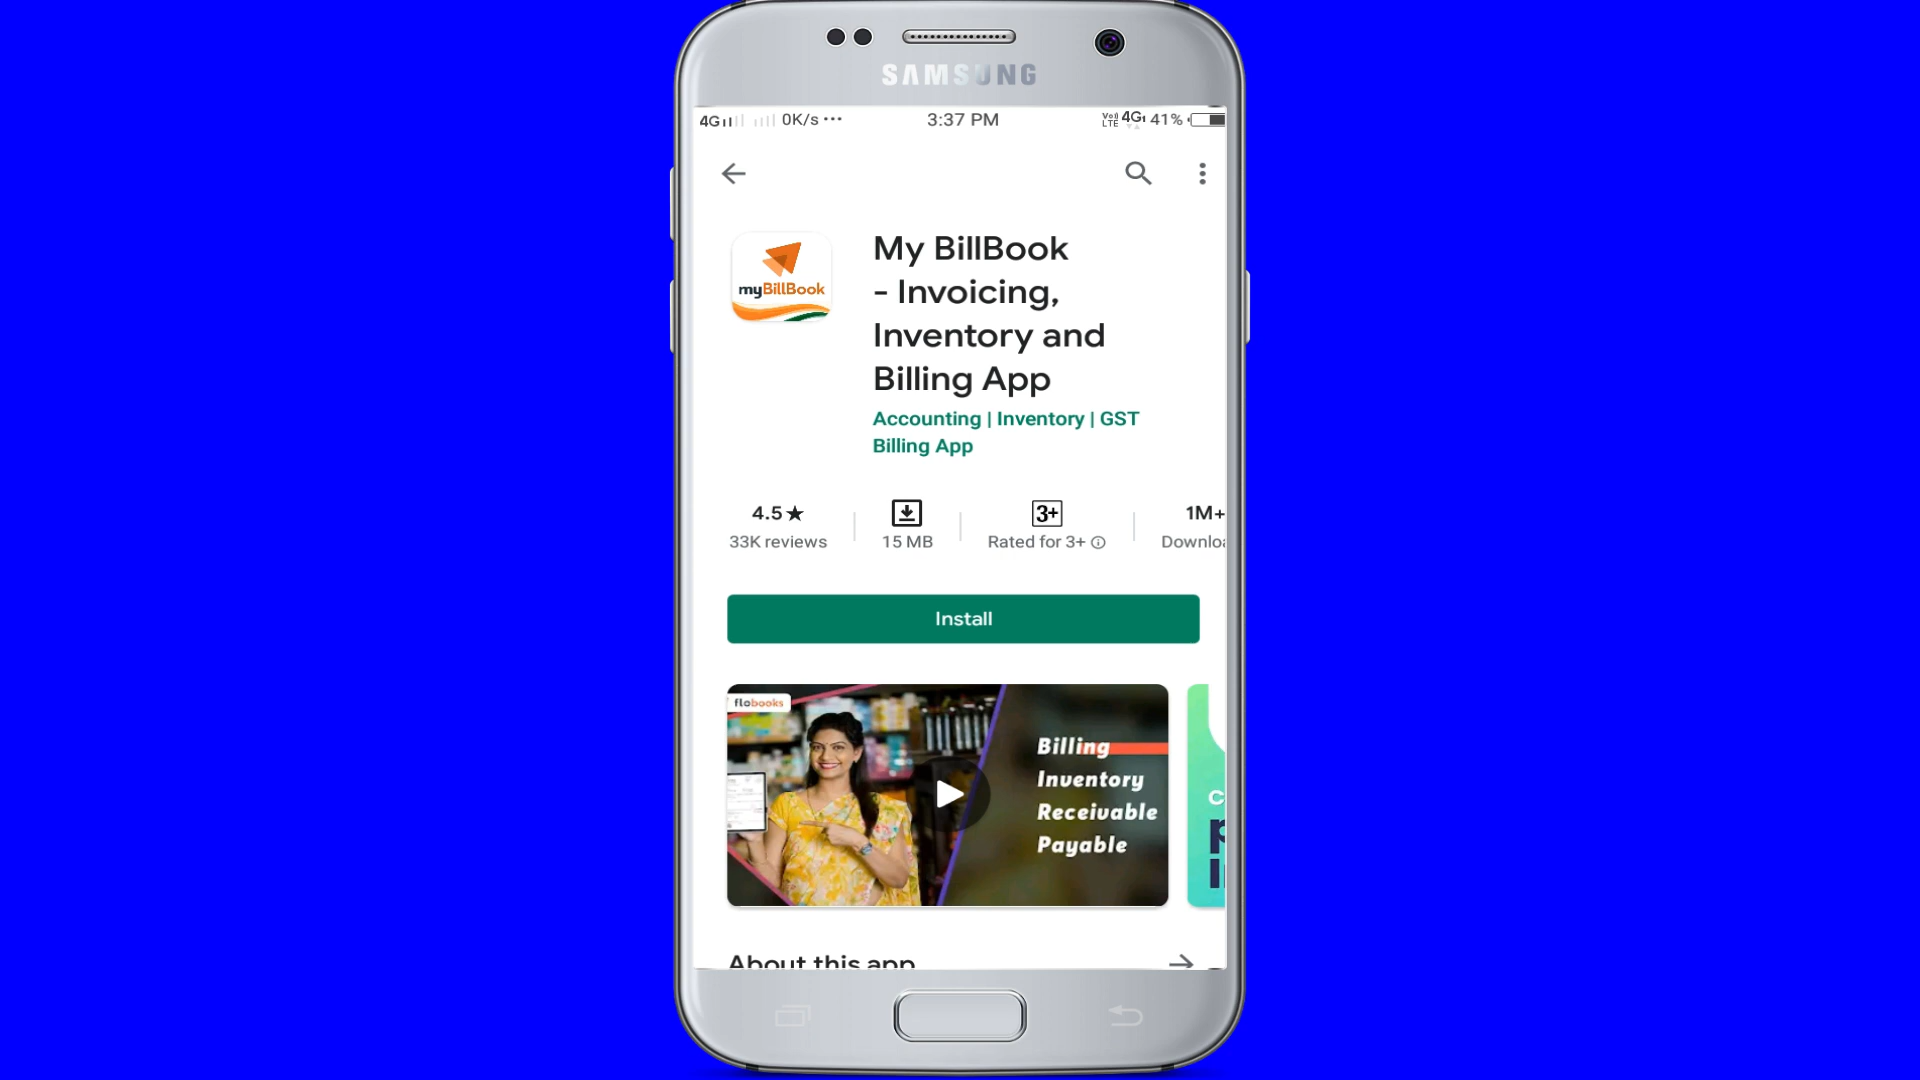 SAMSUNG
4G 0K/s ··· 3:37 PM Vo) LTE 4G 41%
myBillBook
My BillBook
- Invoicing,
Inventory and
Billing App
Accounting | Inventory | GST
Billing App
4.5★ 3+ 1M+
33K reviews 15 MB Rated for 3+ Downloa
Install
flobooks
Billing
Inventory
Receivable
Payable
About this app